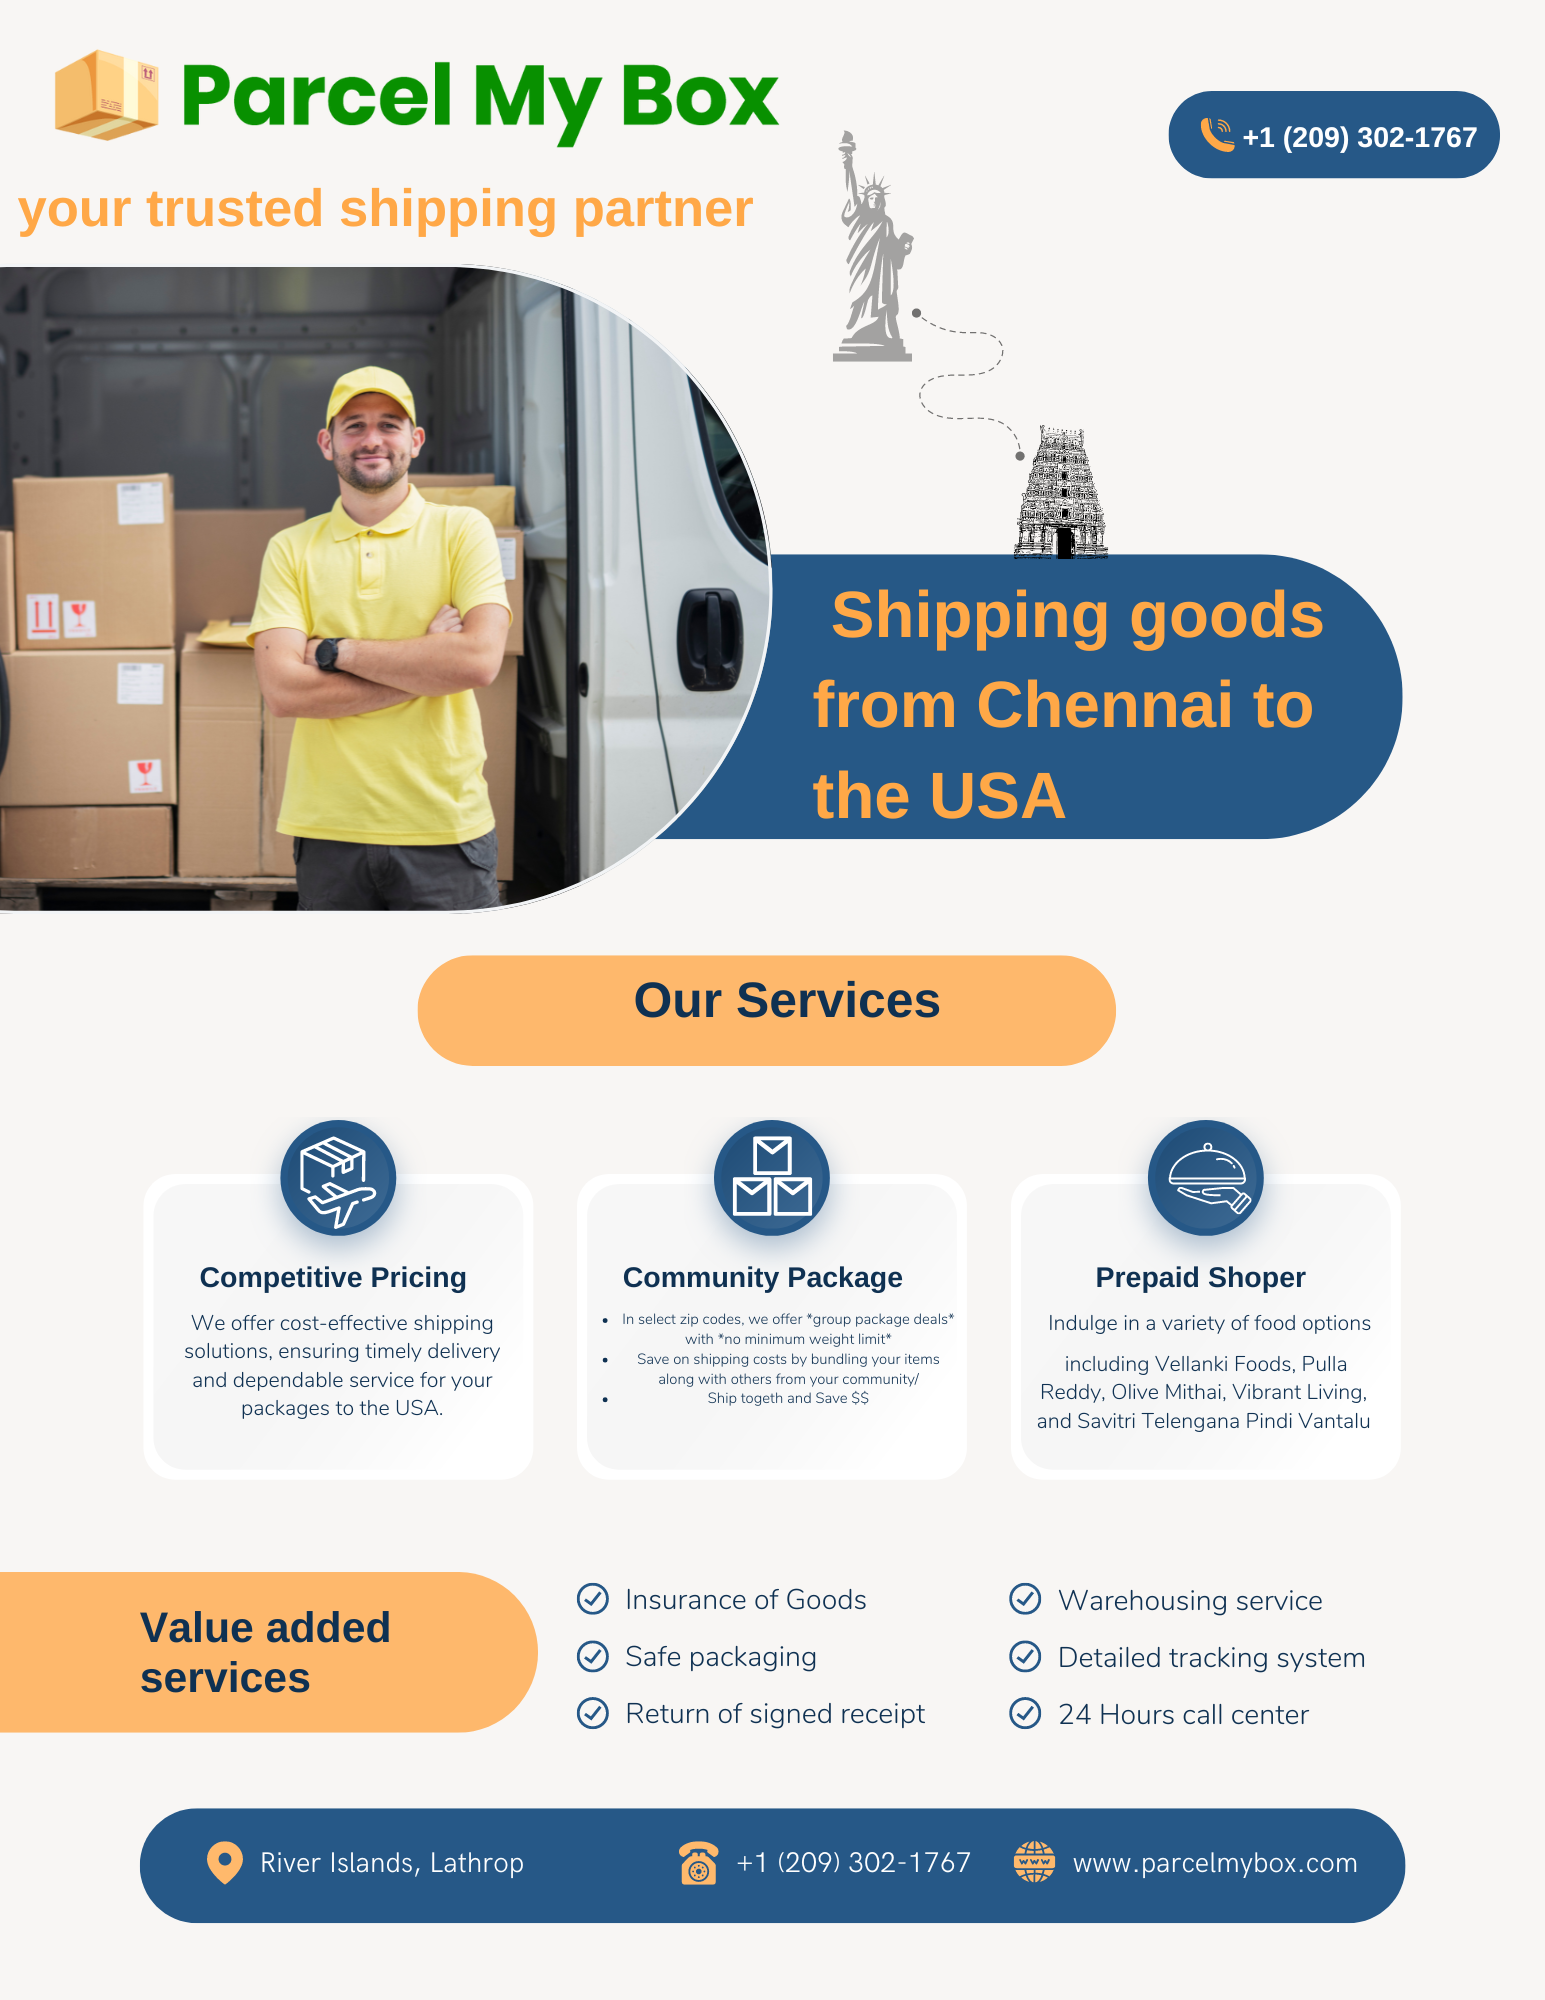 Parcel My Box
+1 (209) 302-1767
your trusted shipping partner
Shipping goods
from Chennai to
the USA
Our Services
Competitive Pricing
We offer cost-effective shipping
solutions, ensuring timely delivery
and dependable service for your
packages to the USA.
Community Package
• In select zip codes, we offer *group package deals*
with *no minimum weight limit*
• Save on shipping costs by bundling your items
along with others from your community/
• Ship togeth and Save $$
Prepaid Shoper
Indulge in a variety of food options
including Vellanki Foods, Pulla
Reddy, Olive Mithai, Vibrant Living,
and Savitri Telengana Pindi Vantalu
Value added
services
Insurance of Goods
Safe packaging
Return of signed receipt
Warehousing service
Detailed tracking system
24 Hours call center
River Islands, Lathrop
+1 (209) 302-1767
WWW
www.parcelmybox.com